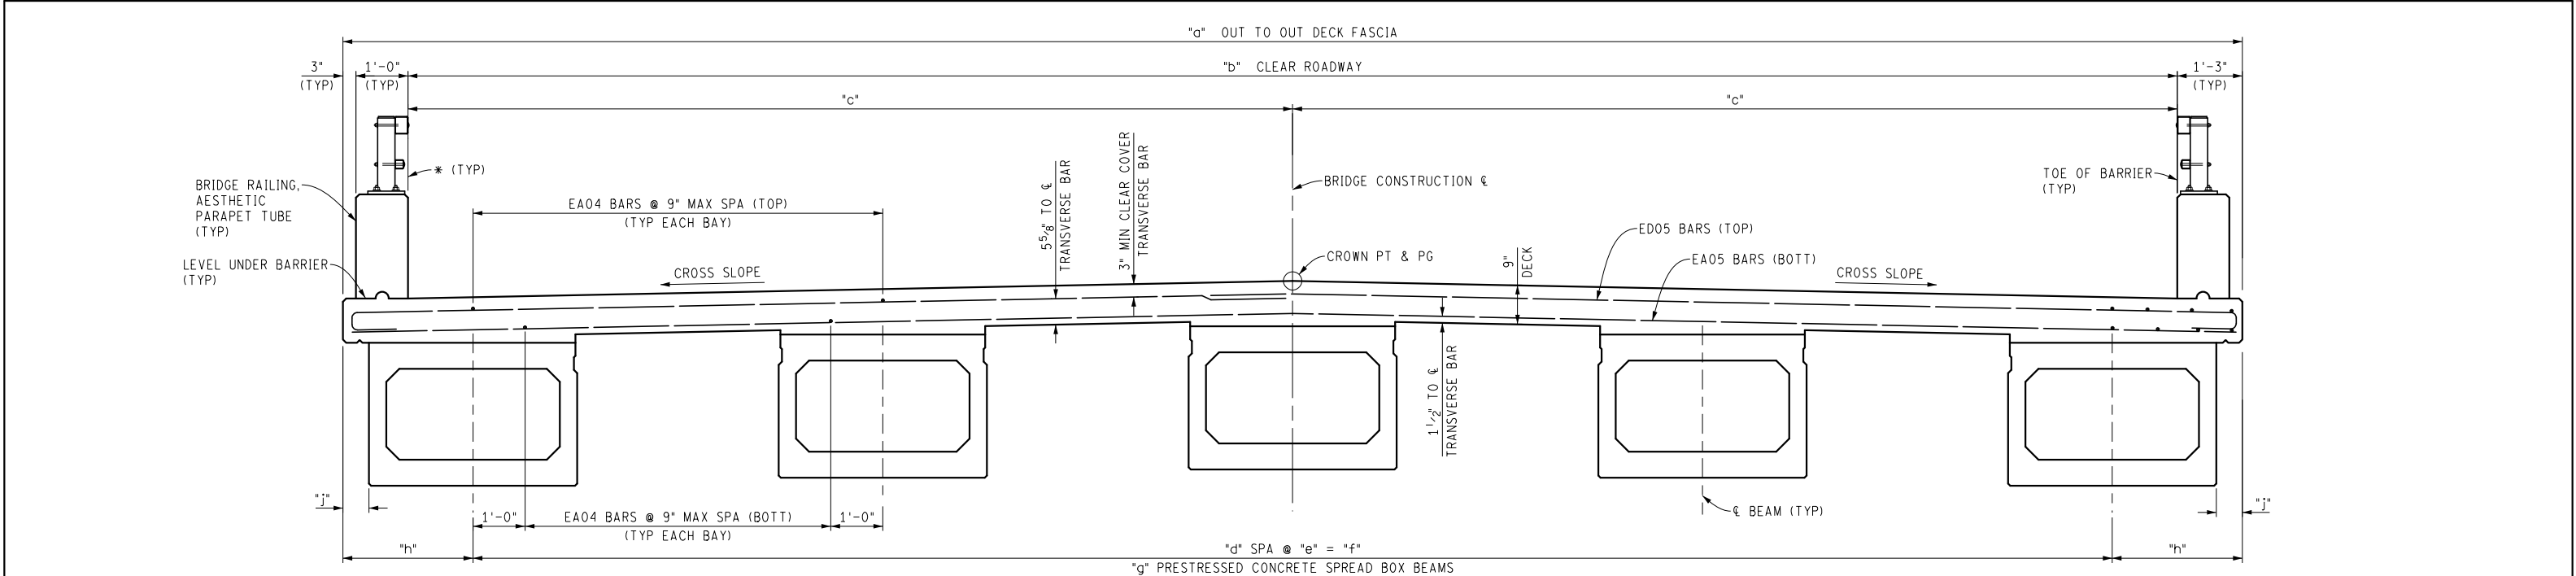 "a" OUT TO OUT DECK FASCIA
3"
(TYP)
1'-0"
(TYP)
"b" CLEAR ROADWAY
1'-3"
(TYP)
"c"
"c"
* (TYP)
BRIDGE RAILING,
AESTHETIC
PARAPET TUBE
(TYP)
LEVEL UNDER BARRIER
(TYP)
EA04 BARS @ 9" MAX SPA (TOP)
(TYP EACH BAY)
CROSS SLOPE
5 5/8" TO ℄
TRANSVERSE BAR
3" MIN CLEAR COVER
TRANSVERSE BAR
BRIDGE CONSTRUCTION ℄
CROWN PT & PG
9"
DECK
ED05 BARS (TOP)
EA05 BARS (BOTT)
CROSS SLOPE
TOE OF BARRIER
(TYP)
1 1/2" TO ℄
TRANSVERSE BAR
"j"
1'-0"
EA04 BARS @ 9" MAX SPA (BOTT)
(TYP EACH BAY)
1'-0"
℄ BEAM (TYP)
"j"
"h"
"d" SPA @ "e" = "f"
"h"
"g" PRESTRESSED CONCRETE SPREAD BOX BEAMS